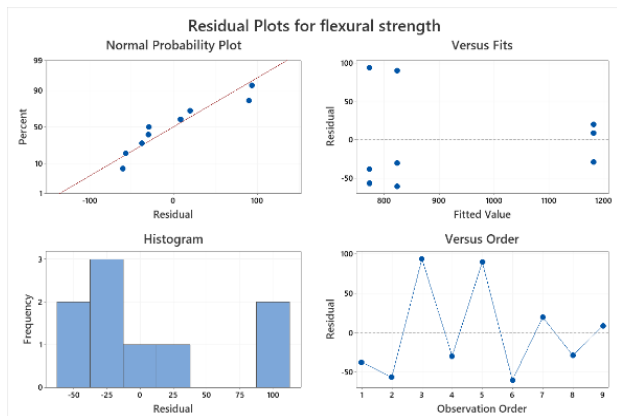 Residual Plots for flexural strength
Normal Probability Plot
99
90
50
10
1
Percent
-100 0 100
Residual
Versus Fits
100
50
0
-50
Residual
800 900 1000 1100 1200
Fitted Value
Histogram
3
2
1
0
Frequency
-50 -25 0 25 50 75 100
Residual
Versus Order
100
50
0
-50
Residual
1 2 3 4 5 6 7 8 9
Observation Order